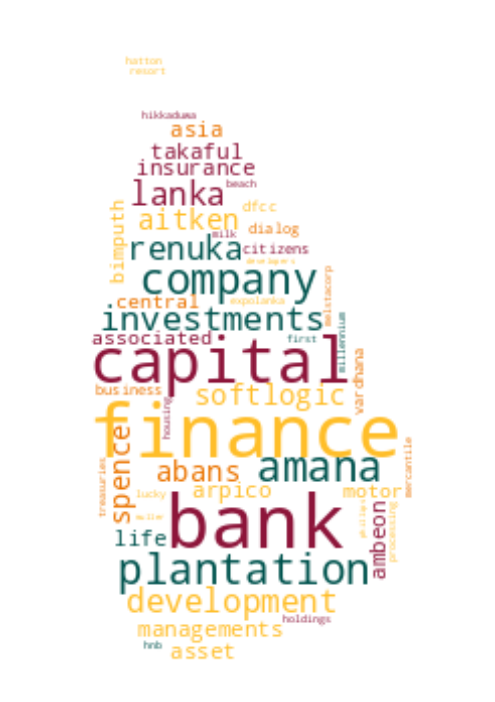 hatton
resort
hikkaduwa
asia
takaful
insurance
beach
lanka
bimputh
aitken
dfcc
milk
dialog
renuka
citizens
developers
company
melstacorp
central
expolanka
investments
millennium
associated
first
capital
vardhana
business
softlogic
housing
finance
mercantile
spence
treasuries
abans
amana
lucky
arpico
motor
bank
ambeon
processing
life
plantation
development
holdings
managements
hnb
asset